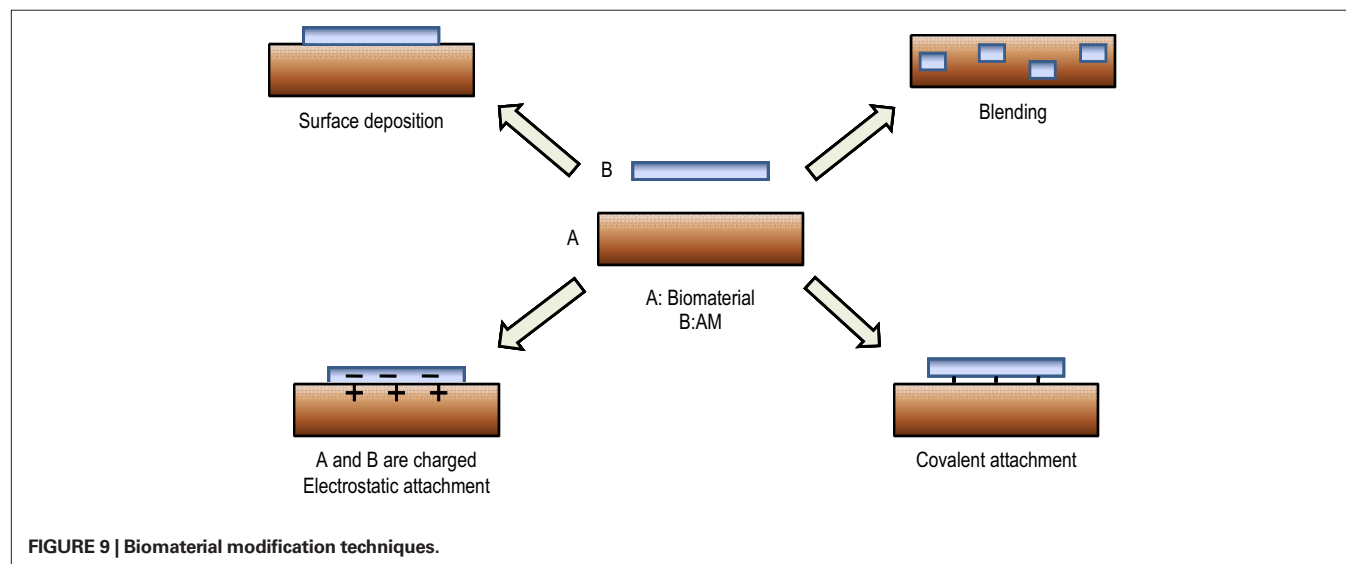 Surface deposition
Blending
B
A
A: Biomaterial
B:AM
– – –
+ + +
A and B are charged
Electrostatic attachment
Covalent attachment
FIGURE 9 | Biomaterial modification techniques.